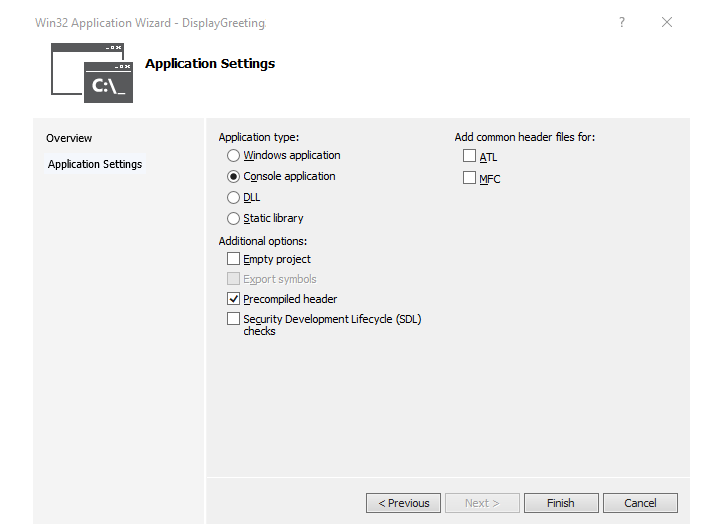 Win32 Application Wizard - DisplayGreeting
?
C:\_
Application Settings
Overview
Application Settings
Application type:
Windows application
Console application
DLL
Static library
Additional options:
Empty project
Export symbols
Precompiled header
Security Development Lifecycle (SDL)
checks
Add common header files for:
ATL
MFC
< Previous
Next >
Finish
Cancel